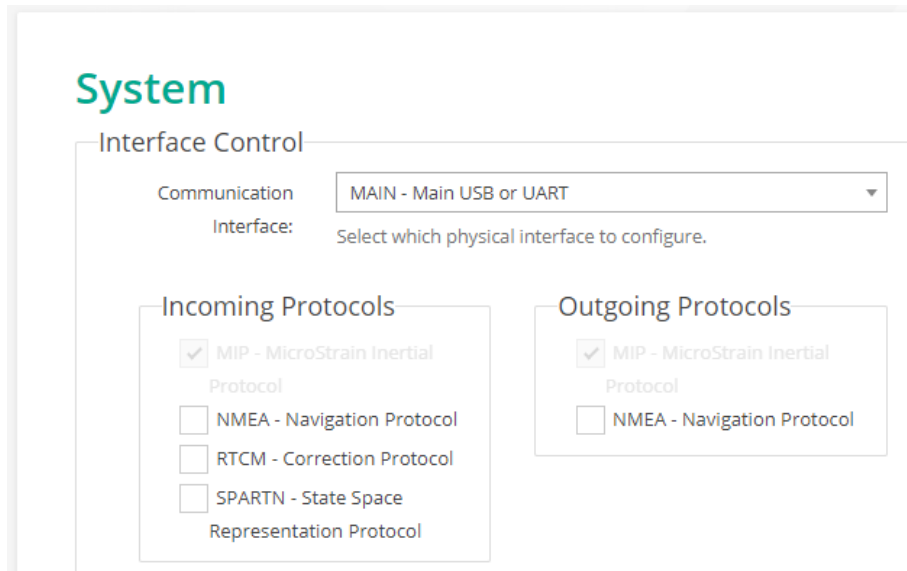 System
Interface Control
Communication
Interface:
MAIN - Main USB or UART
Select which physical interface to configure.
Incoming Protocols
MIP - MicroStrain Inertial
Protocol
NMEA - Navigation Protocol
RTCM - Correction Protocol
SPARTN - State Space
Representation Protocol
Outgoing Protocols
MIP - MicroStrain Inertial
Protocol
NMEA - Navigation Protocol